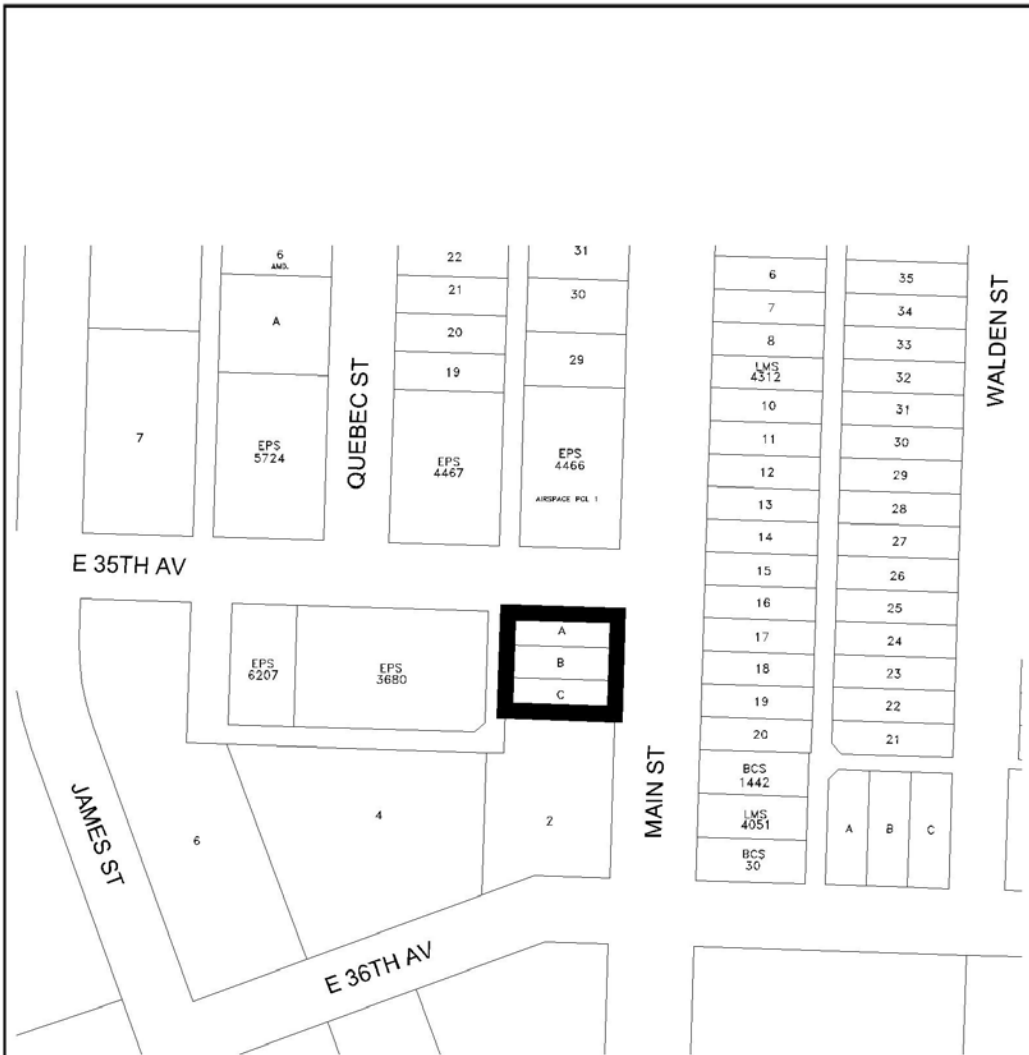 6
AMD.
A
7
EPS
5724
QUEBEC ST
22
21
20
19
EPS
4467
31
30
29
EPS
4466
AIRSPACE PCL 1
6
7
8
LMS
4312
10
11
12
13
14
15
16
17
18
19
20
BCS
1442
LMS
4051
BCS
30
35
34
33
32
31
30
29
28
27
26
25
24
23
22
21
A
B
C
WALDEN ST
E 35TH AV
EPS
6207
EPS
3680
A
B
C
MAIN ST
JAMES ST
6
4
2
E 36TH AV